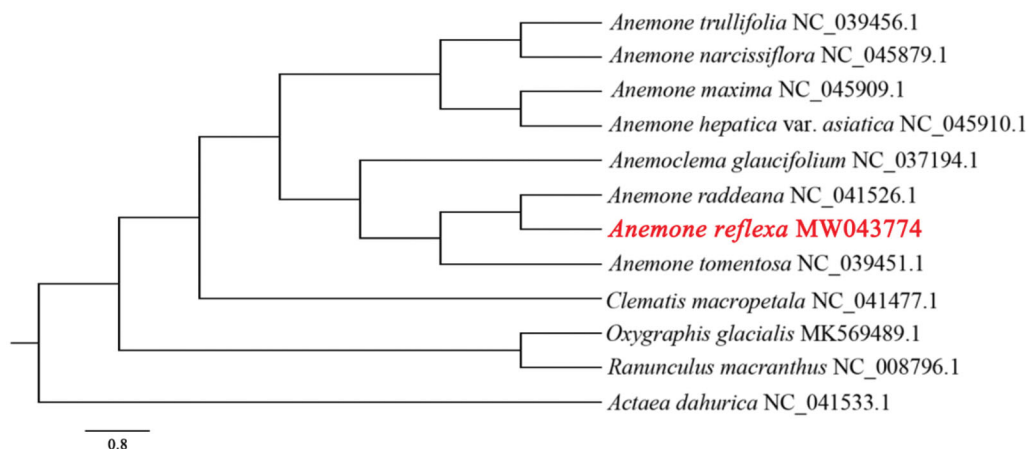 Anemone trullifolia NC_039456.1
Anemone narcissiflora NC_045879.1
Anemone maxima NC_045909.1
Anemone hepatica var. asiatica NC_045910.1
Anemoclema glaucifolium NC_037194.1
Anemone raddeana NC_041526.1
Anemone reflexa MW043774
Anemone tomentosa NC_039451.1
Clematis macropetala NC_041477.1
Oxygraphis glacialis MK569489.1
Ranunculus macranthus NC_008796.1
Actaea dahurica NC_041533.1
0.8